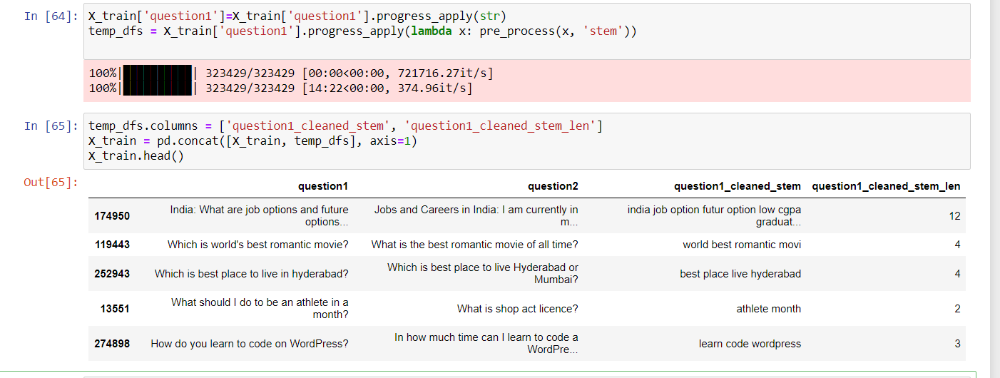 In [64]: X_train['question1']=X_train['question1'].progress_apply(str)
temp_dfs = X_train['question1'].progress_apply(lambda x: pre_process(x, 'stem'))
100%|██████████| 323429/323429 [00:00<00:00, 721716.27it/s]
100%|██████████| 323429/323429 [14:22<00:00, 374.96it/s]
In [65]: temp_dfs.columns = ['question1_cleaned_stem', 'question1_cleaned_stem_len']
X_train = pd.concat([X_train, temp_dfs], axis=1)
X_train.head()
Out[65]:
question1 question2 question1_cleaned_stem question1_cleaned_stem_len
174950 India: What are job options and future options... Jobs and Careers in India: I am currently in m... india job option futur option low cgpa graduat... 12
119443 Which is world's best romantic movie? What is the best romantic movie of all time? world best romantic movi 4
252943 Which is best place to live in hyderabad? Which is best place to live Hyderabad or Mumbai? best place live hyderabad 4
13551 What should I do to be an athlete in a month? What is shop act licence? athlete month 2
274898 How do you learn to code on WordPress? In how much time can I learn to code a WordPre... learn code wordpress 3